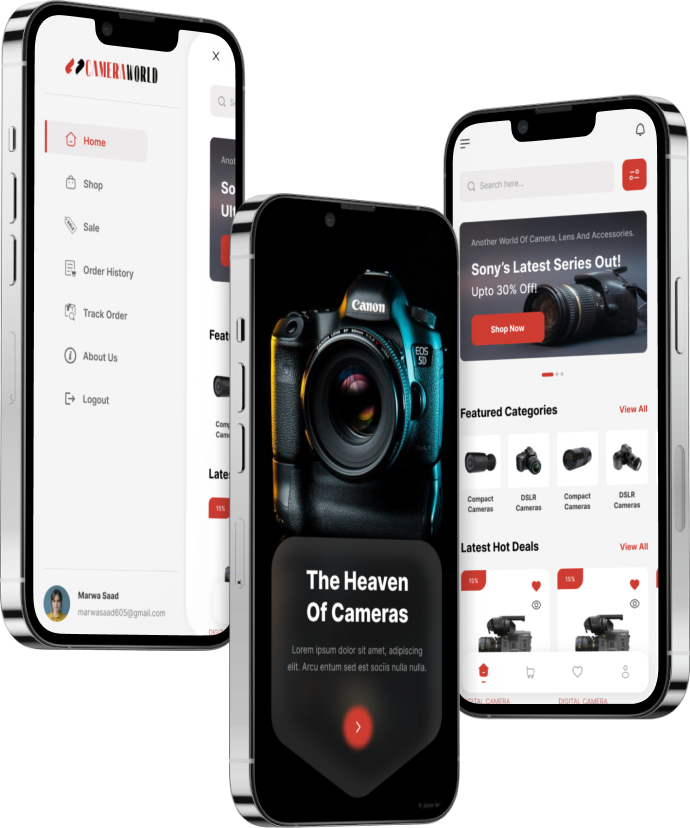 CAMERAWORLD
X
Home
Shop
Sale
Order History
Track Order
About Us
Logout
Marwa Saad
marwasaad605@gmail.com
Se
Anot
So
Ult
Feat
Comp
Came
Lates
15%
DIGIT
Canon
EOS
5D
The Heaven
Of Cameras
Lorem ipsum dolor sit amet, adipiscing
elit. Arcu entum sed est sociis nulla nulla.
Search here...
Another World Of Camera, Lens And Accessories.
Sony's Latest Series Out!
Upto 30% Off!
Shop Now
Featured Categories
View All
Compact
Cameras
DSLR
Cameras
Compact
Cameras
DSLR
Cameras
Latest Hot Deals
View All
15%
15%
DIGITAL CAMERA
DIGITAL CAMERA